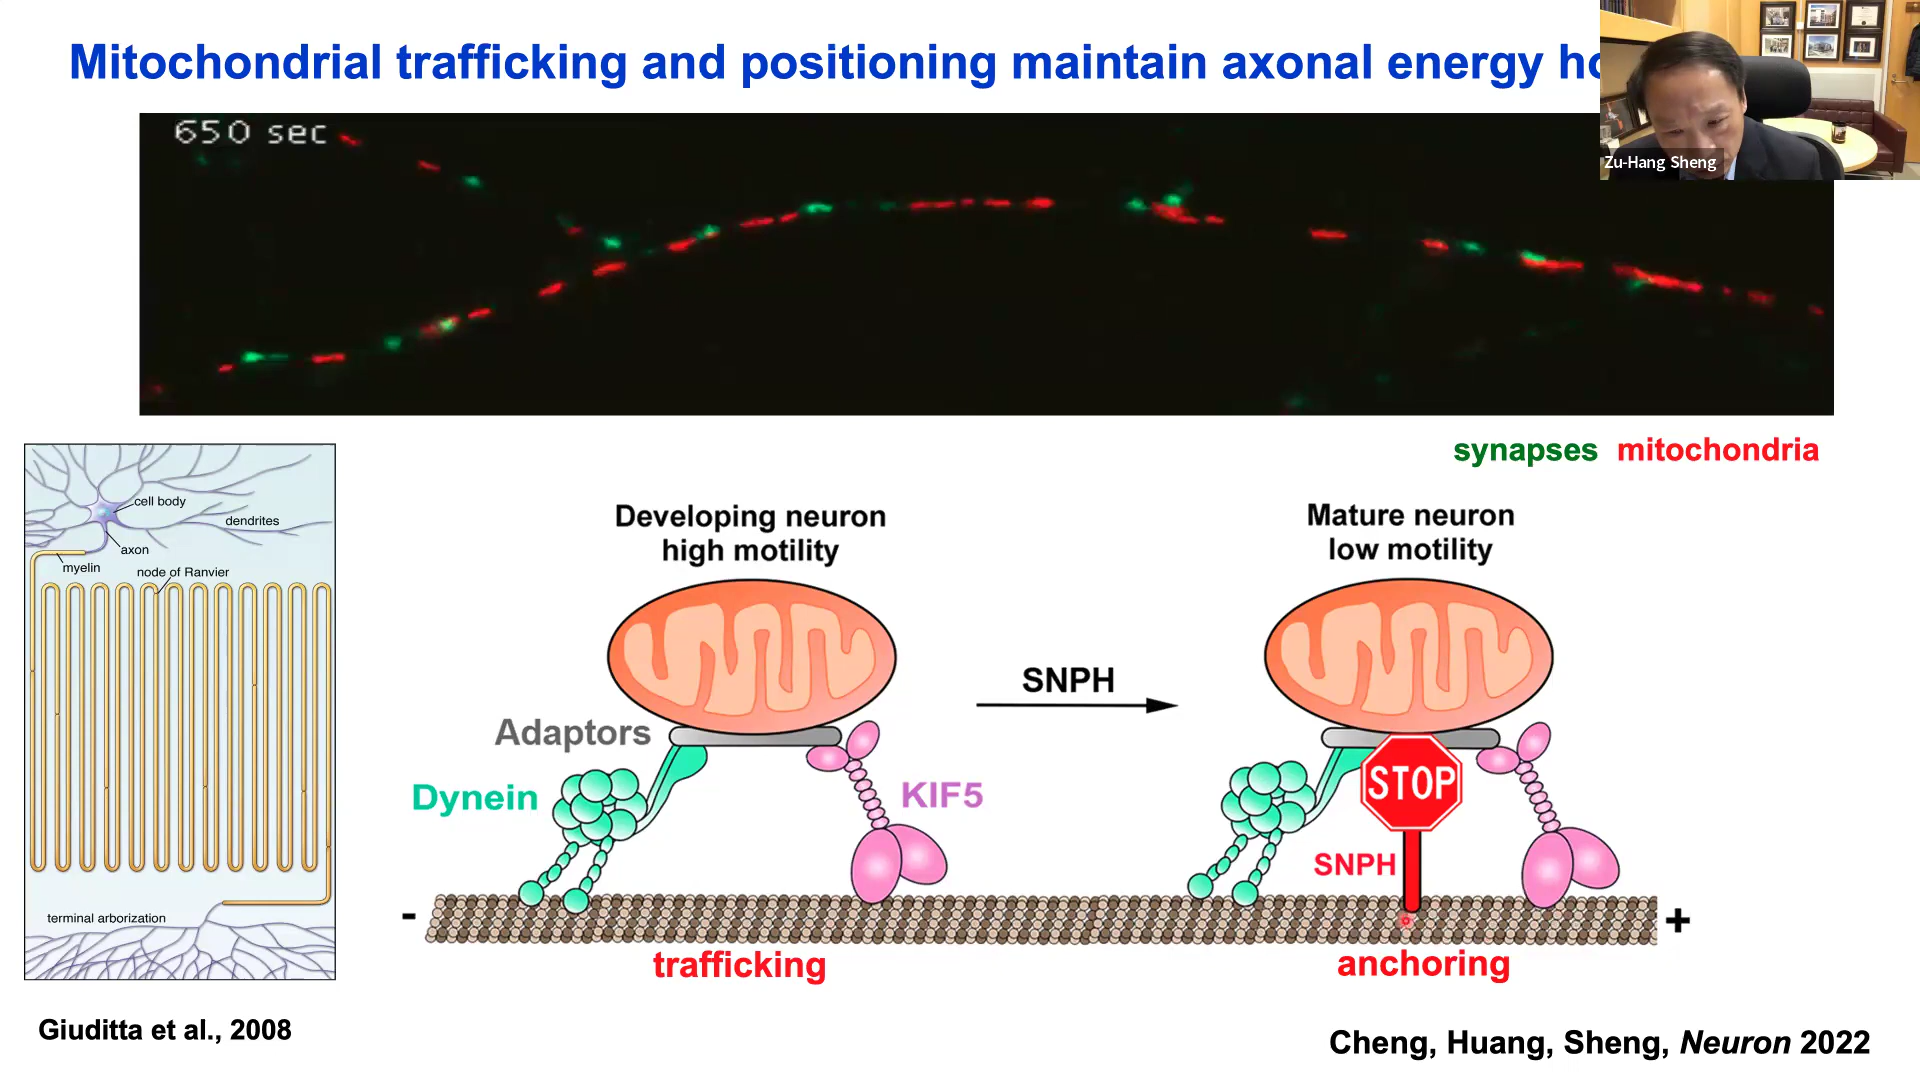 Mitochondrial trafficking and positioning maintain axonal energy ho
650 sec
Zu-Hang Sheng
synapses mitochondria
cell body
dendrites
axon
myelin
node of Ranvier
terminal arborization
Giuditta et al., 2008
Developing neuron
high motility
Mature neuron
low motility
SNPH
Adaptors
Dynein
KIF5
STOP
SNPH
-
+
trafficking
anchoring
Cheng, Huang, Sheng, Neuron 2022